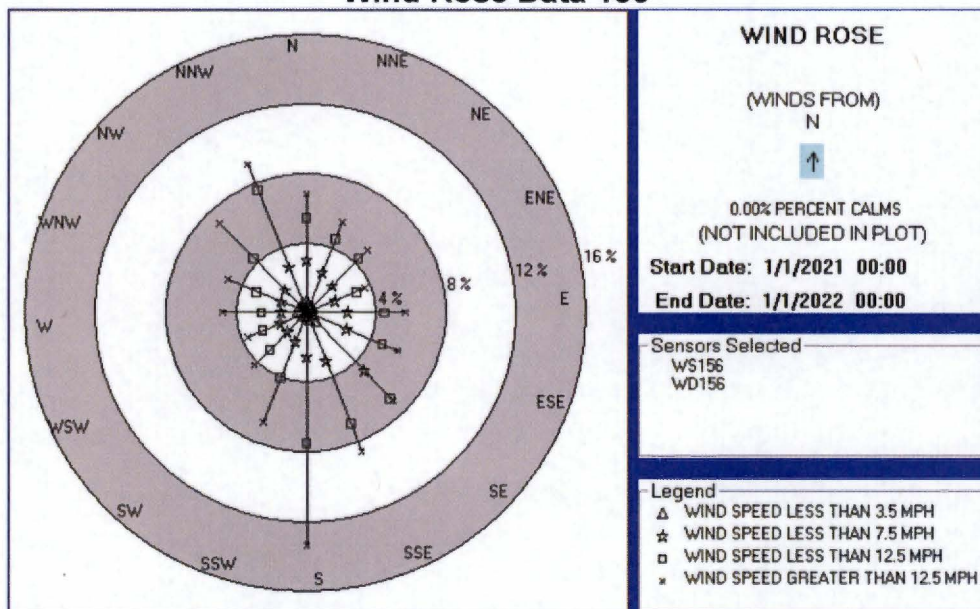 N
NNE
NE
ENE
E
ESE
SE
SSE
S
SSW
SW
WSW
W
WNW
NW
NNW
4 %
8 %
12 %
16 %
WIND ROSE
(WINDS FROM)
N
0.00% PERCENT CALMS
(NOT INCLUDED IN PLOT)
Start Date: 1/1/2021 00:00
End Date: 1/1/2022 00:00
Sensors Selected
WS156
WD156
Legend
WIND SPEED LESS THAN 3.5 MPH
WIND SPEED LESS THAN 7.5 MPH
WIND SPEED LESS THAN 12.5 MPH
WIND SPEED GREATER THAN 12.5 MPH